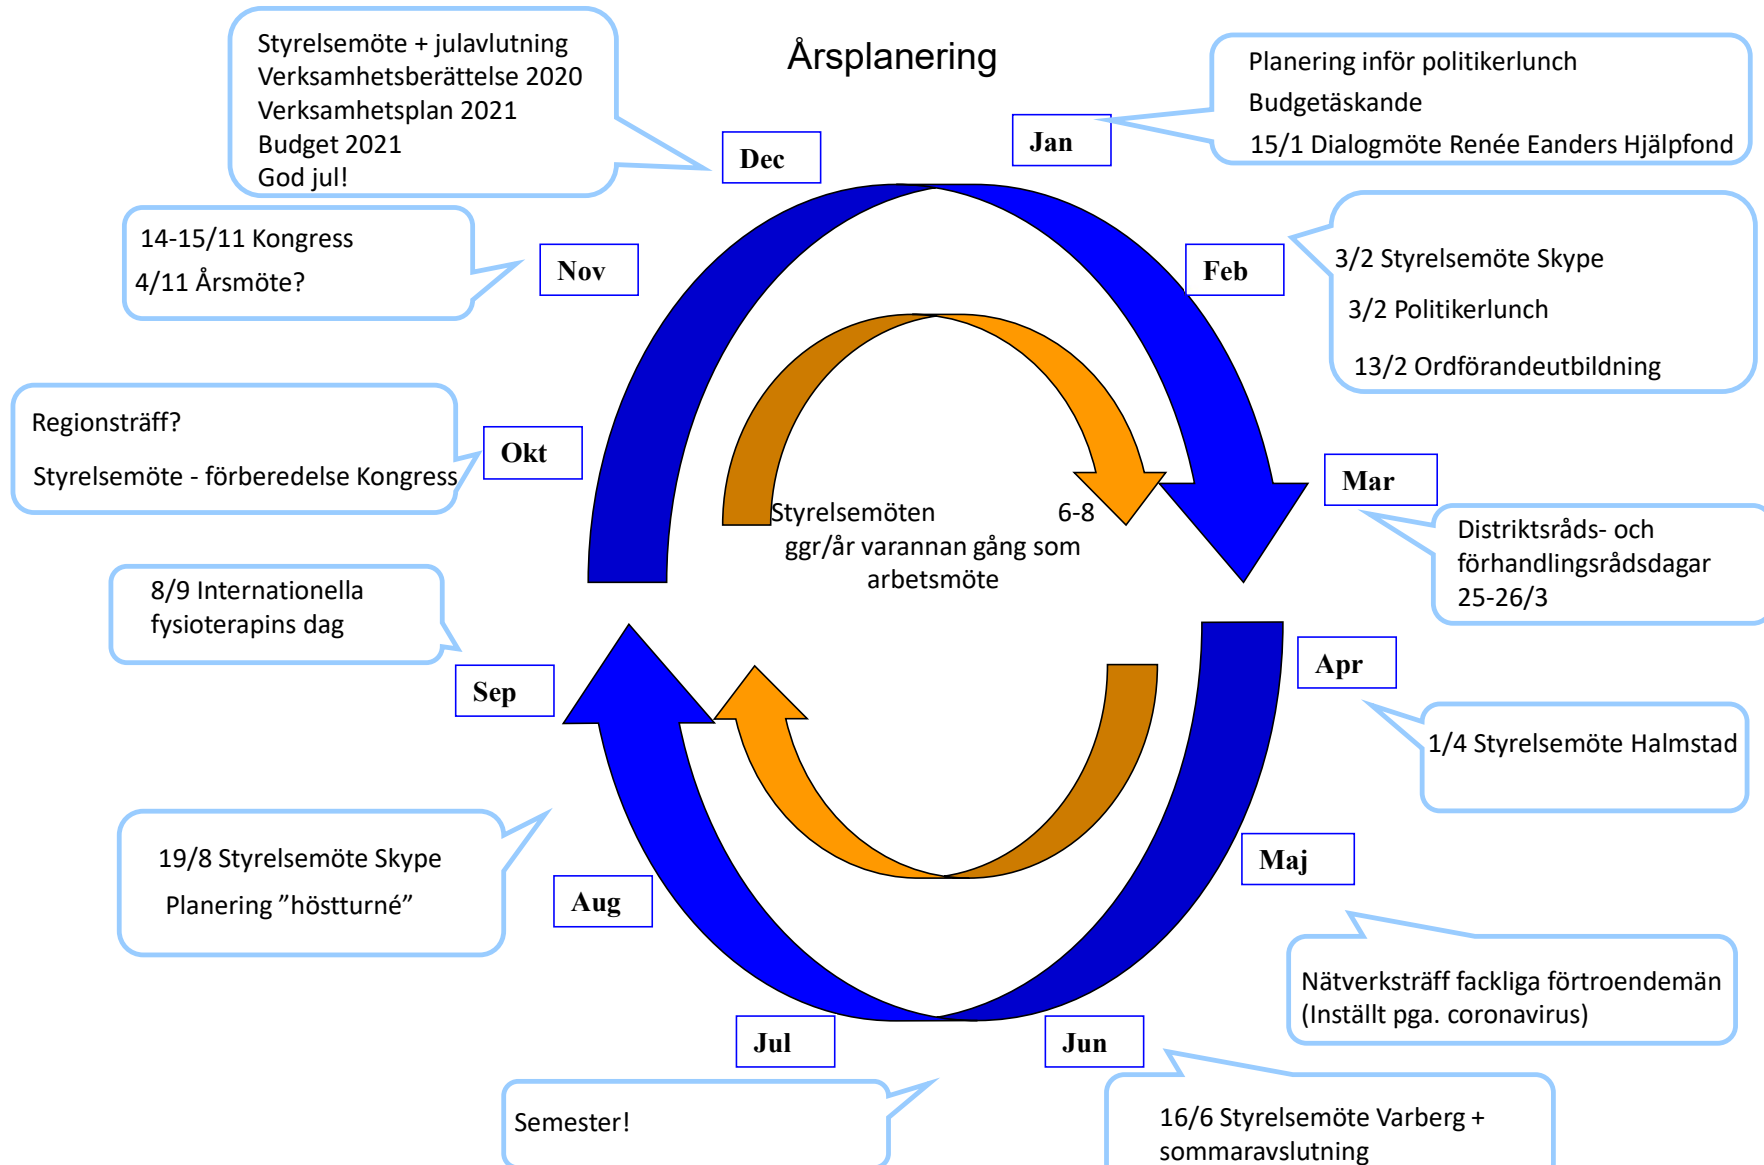 Årsplanering
Styrelsemöte + julavlutning
Verksamhetsberättelse 2020
Verksamhetsplan 2021
Budget 2021
God jul!
Dec
Jan
Planering inför politikerlunch
Budgetäskande
15/1 Dialogmöte Renée Eanders Hjälpfond
14-15/11 Kongress
4/11 Årsmöte?
Nov
Feb
3/2 Styrelsemöte Skype
3/2 Politikerlunch
13/2 Ordförandeutbildning
Regionsträff?
Styrelsemöte - förberedelse Kongress
Okt
Mar
Distriktsråds- och
förhandlingsrådsdagar
25-26/3
Styrelsemöten 6-8
ggr/år varannan gång som
arbetsmöte
8/9 Internationella
fysioterapins dag
Sep
Apr
1/4 Styrelsemöte Halmstad
19/8 Styrelsemöte Skype
Planering ”höstturné”
Aug
Maj
Nätverksträff fackliga förtroendemän
(Inställt pga. coronavirus)
Jul
Jun
Semester!
16/6 Styrelsemöte Varberg +
sommaravslutning